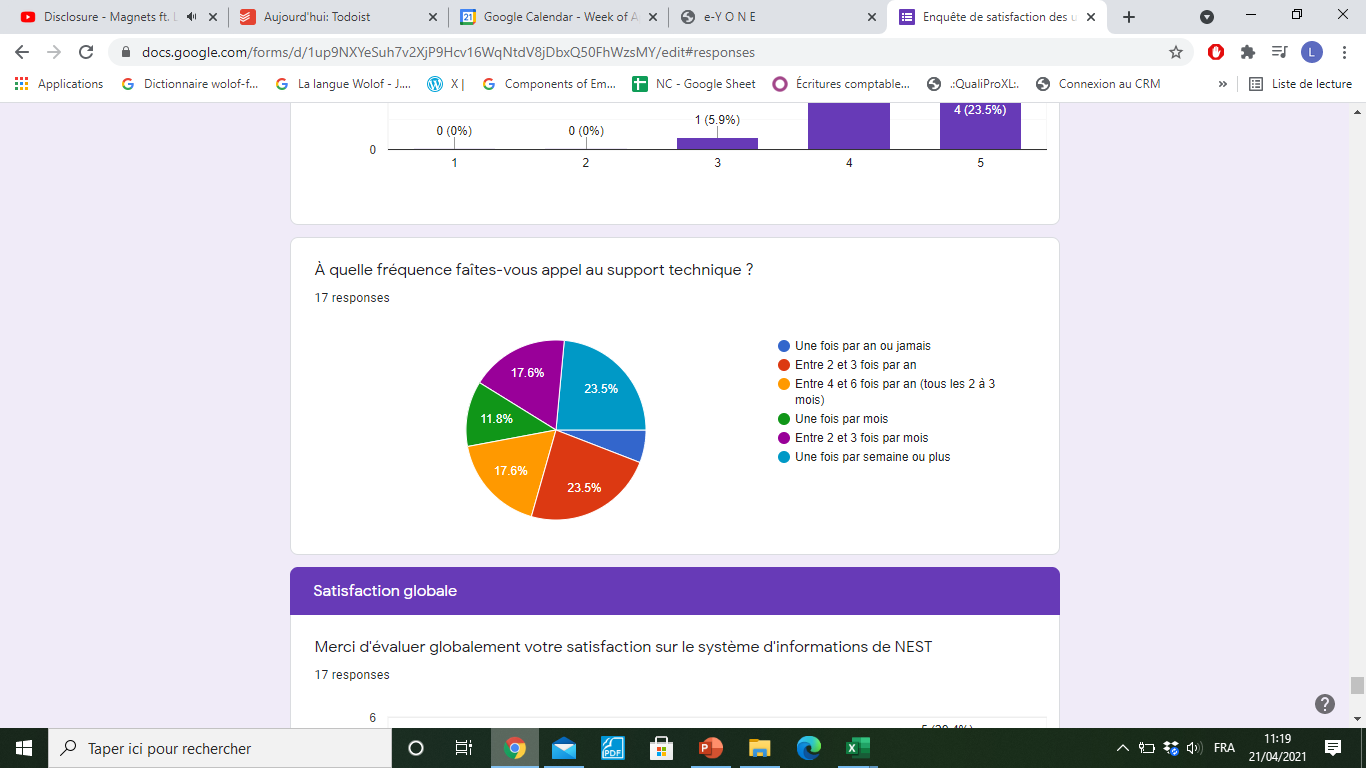 Disclosure - Magnets ft. L
Aujourd'hui: Todoist
Google Calendar - Week of A
e-Y O N E
Enquête de satisfaction des u
docs.google.com/forms/d/1up9NXYeSuh7v2XjP9Hcv16WqNtdV8jDbxQ50FhWzsMY/edit#responses
L
Applications
Dictionnaire wolof-f...
La langue Wolof - J....
X |
Components of Em...
NC - Google Sheet
Écritures comptable...
.:QualiProXL:.
Connexion au CRM
»
Liste de lecture
4 (23.5%)
1 (5.9%)
0 (0%)
0 (0%)
0
1
2
3
4
5
À quelle fréquence faîtes-vous appel au support technique ?
17 responses
17.6%
23.5%
11.8%
17.6%
23.5%
Une fois par an ou jamais
Entre 2 et 3 fois par an
Entre 4 et 6 fois par an (tous les 2 à 3
mois)
Une fois par mois
Entre 2 et 3 fois par mois
Une fois par semaine ou plus
Satisfaction globale
Merci d'évaluer globalement votre satisfaction sur le système d'informations de NEST
17 responses
6
Taper ici pour rechercher
PDF
FRA
11:19
21/04/2021